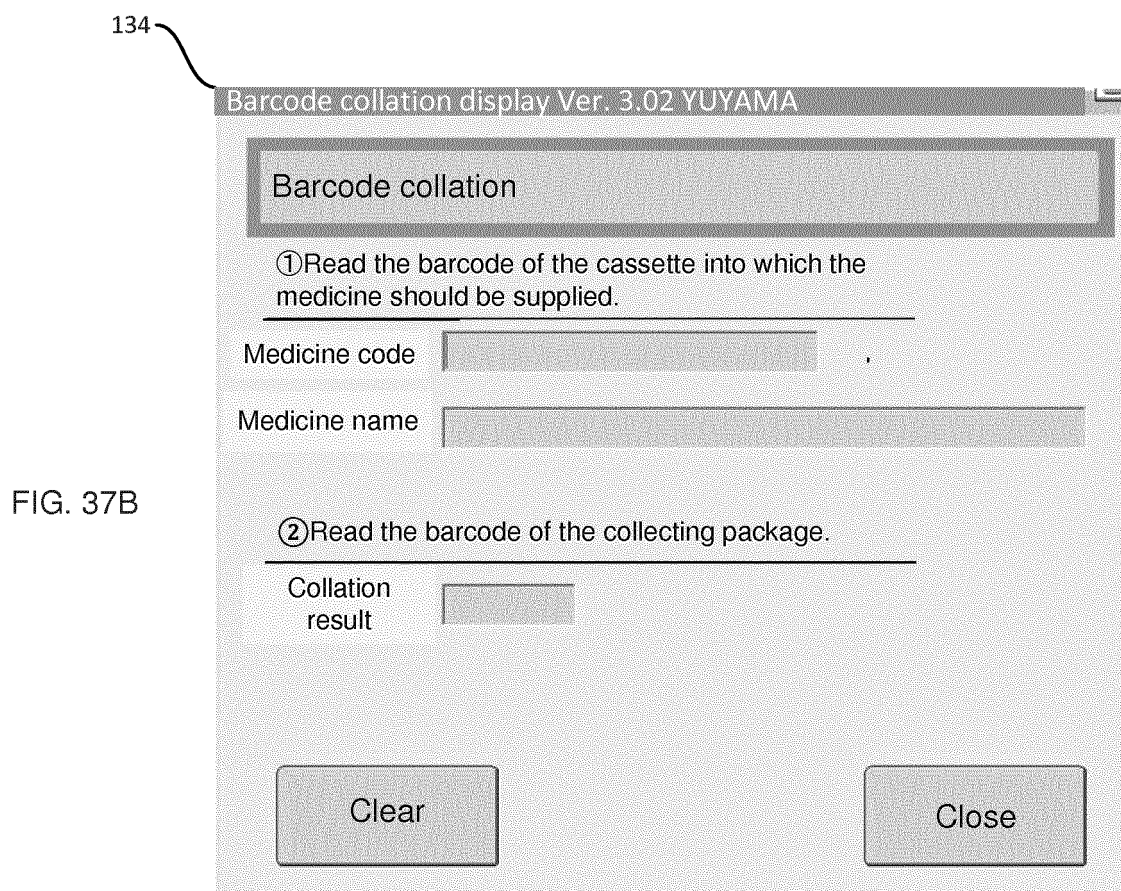 134
Barcode collation display Ver. 3.02 YUYAMA
Barcode collation
①Read the barcode of the cassette into which the
medicine should be supplied.
Medicine code
Medicine name
FIG. 37B
②Read the barcode of the collecting package.
Collation
result
Clear
Close